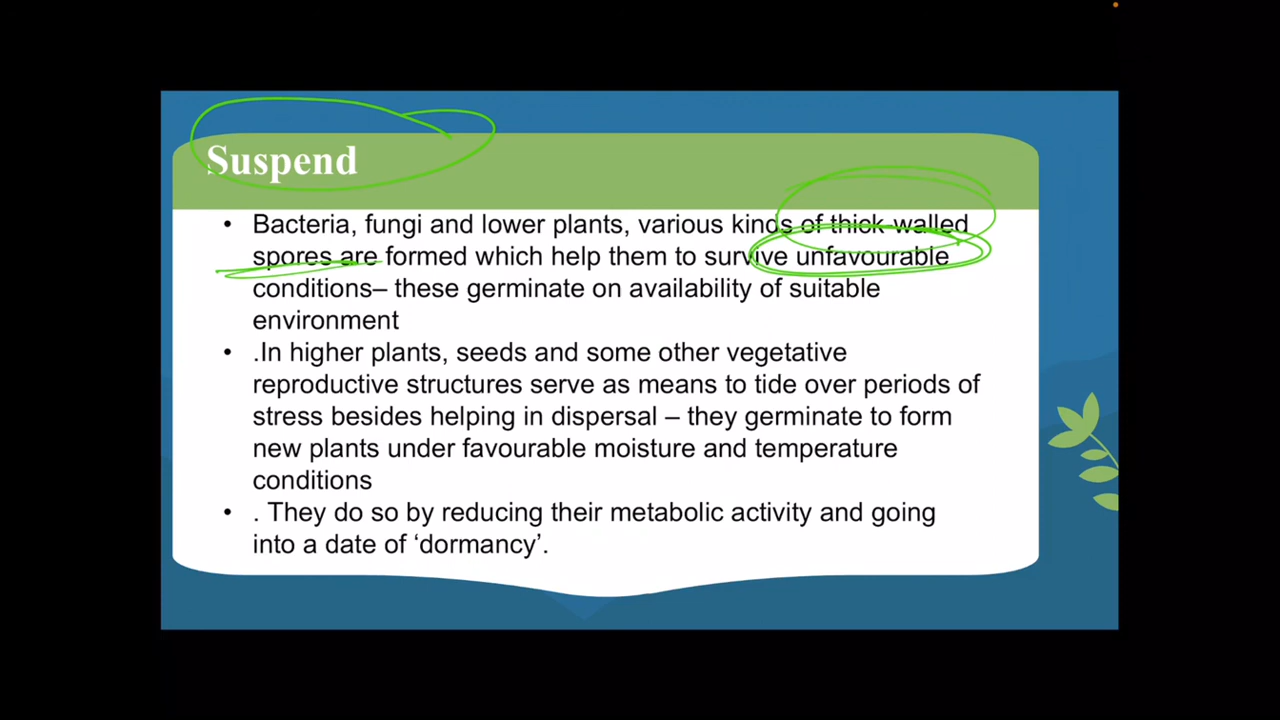 Suspend
• Bacteria, fungi and lower plants, various kinds of thick-walled
spores are formed which help them to survive unfavourable
conditions– these germinate on availability of suitable
environment
• .In higher plants, seeds and some other vegetative
reproductive structures serve as means to tide over periods of
stress besides helping in dispersal – they germinate to form
new plants under favourable moisture and temperature
conditions
• . They do so by reducing their metabolic activity and going
into a date of ‘dormancy’.